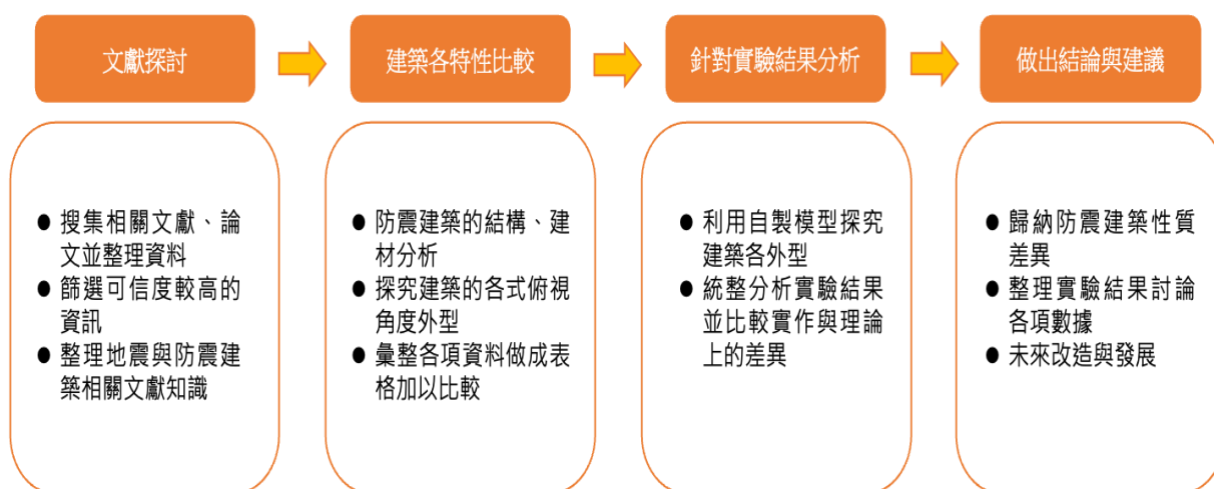 文獻探討
建築各特性比較
針對實驗結果分析
做出結論與建議
● 搜集相關文獻、論
文並整理資料
● 篩選可信度較高的
資訊
● 整理地震與防震建
築相關文獻知識
● 防震建築的結構、建
材分析
● 探究建築的各式俯視
角度外型
● 彙整各項資料做成表
格加以比較
● 利用自製模型探究
建築各外型
● 統整分析實驗結果
並比較實作與理論
上的差異
● 歸納防震建築性質
差異
● 整理實驗結果討論
各項數據
● 未來改造與發展